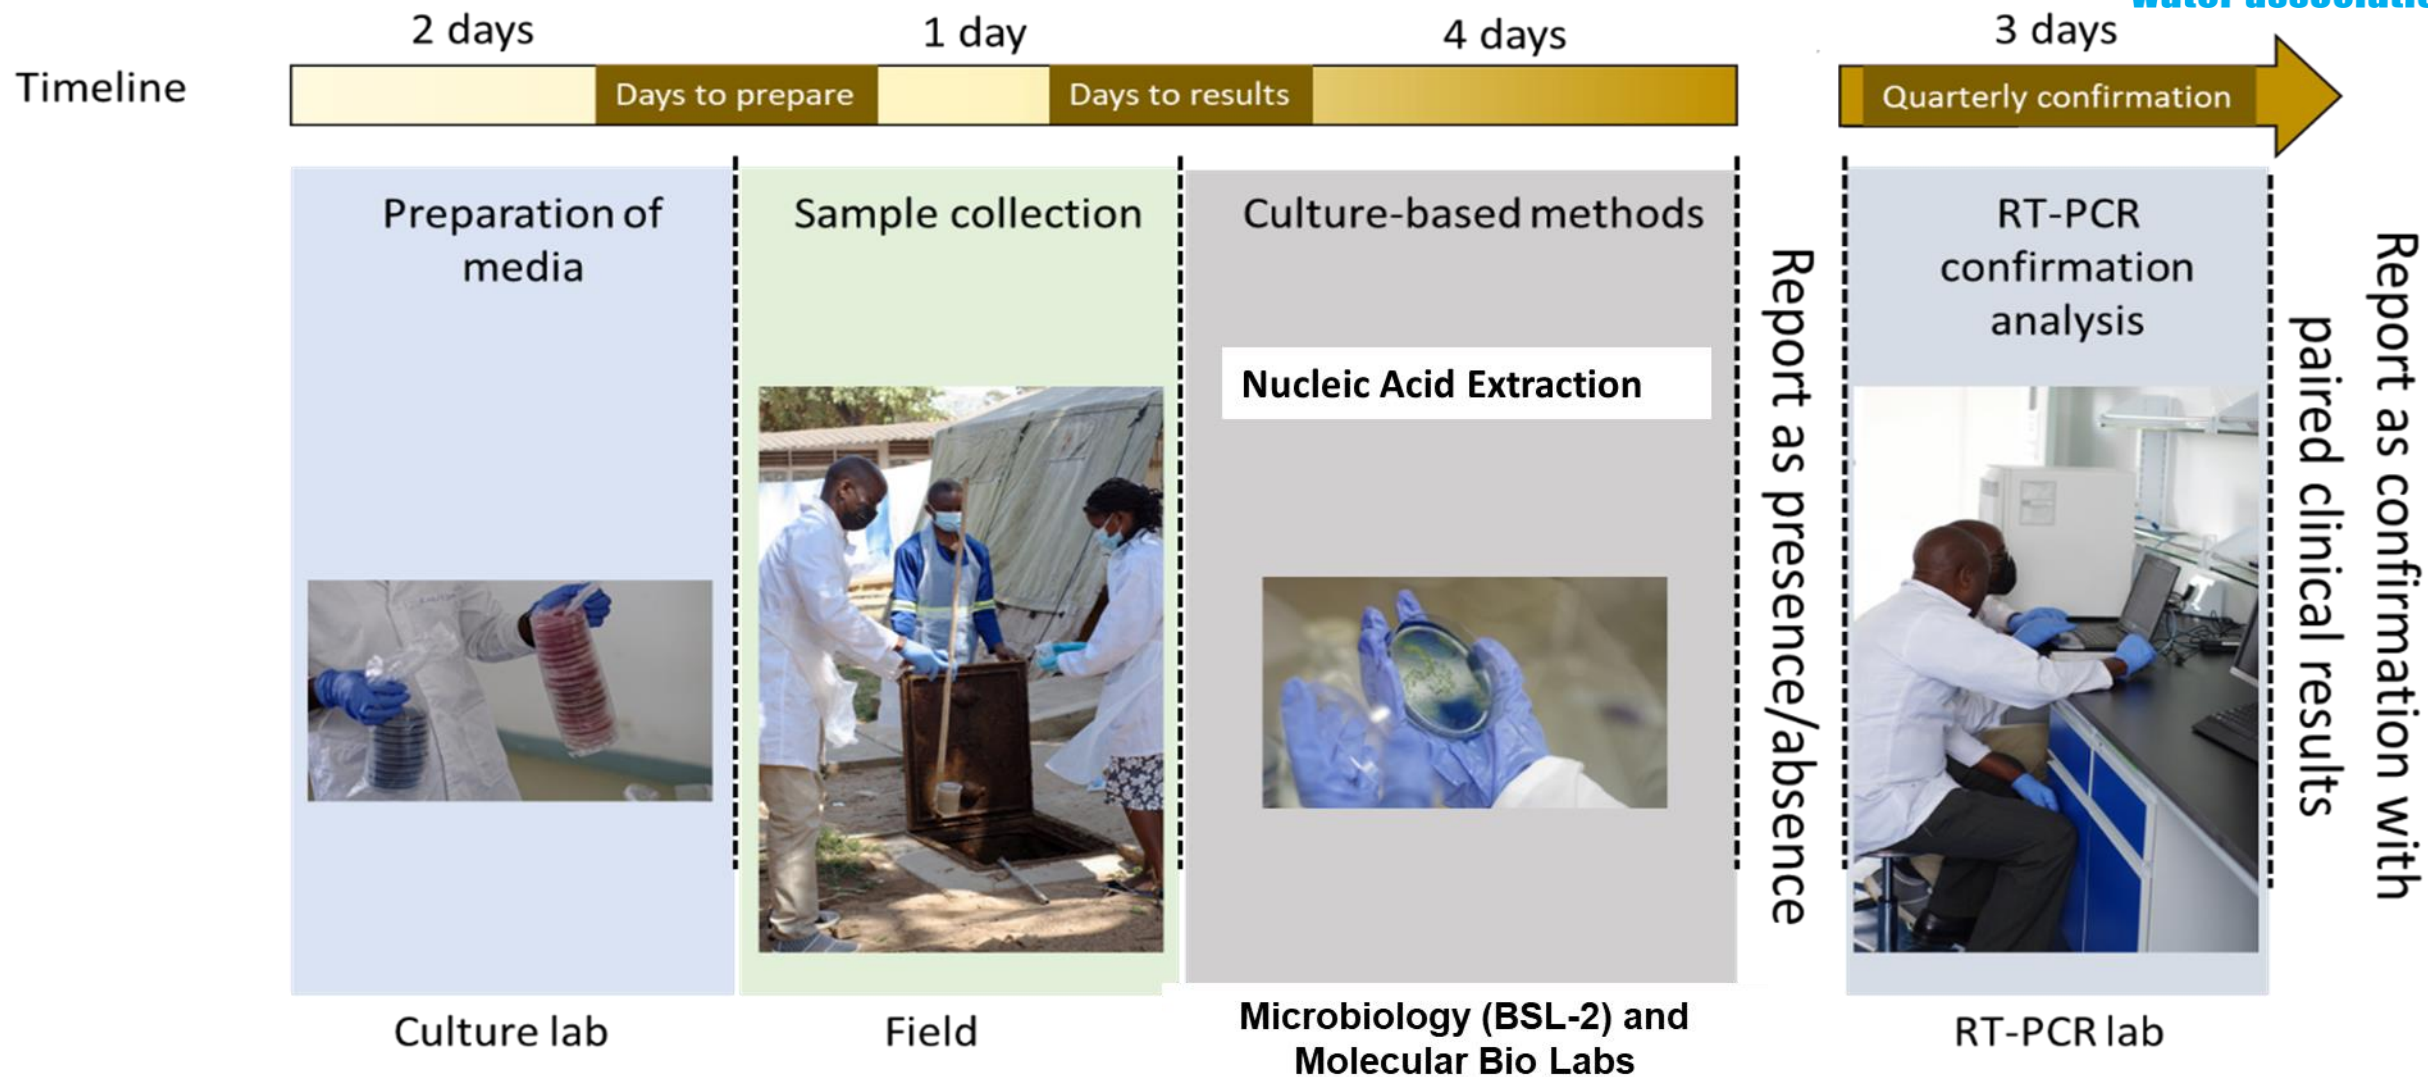 water associatio
2 days
1 day
4 days
3 days
Timeline
Days to prepare
Days to results
Quarterly confirmation
Preparation of
media
Sample collection
Culture-based methods
Nucleic Acid Extraction
Report as presence/absence
RT-PCR
confirmation
analysis
Report as confirmation with
paired clinical results
Culture lab
Field
Microbiology (BSL-2) and
Molecular Bio Labs
RT-PCR lab